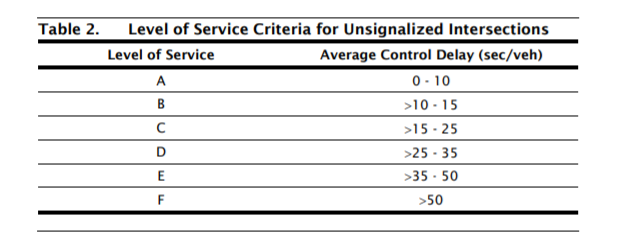 Table 2. Level of Service Criteria for Unsignalized Intersections
Level of Service Average Control Delay (sec/veh)
A 0 - 10
B >10 - 15
C >15 - 25
D >25 - 35
E >35 - 50
F >50